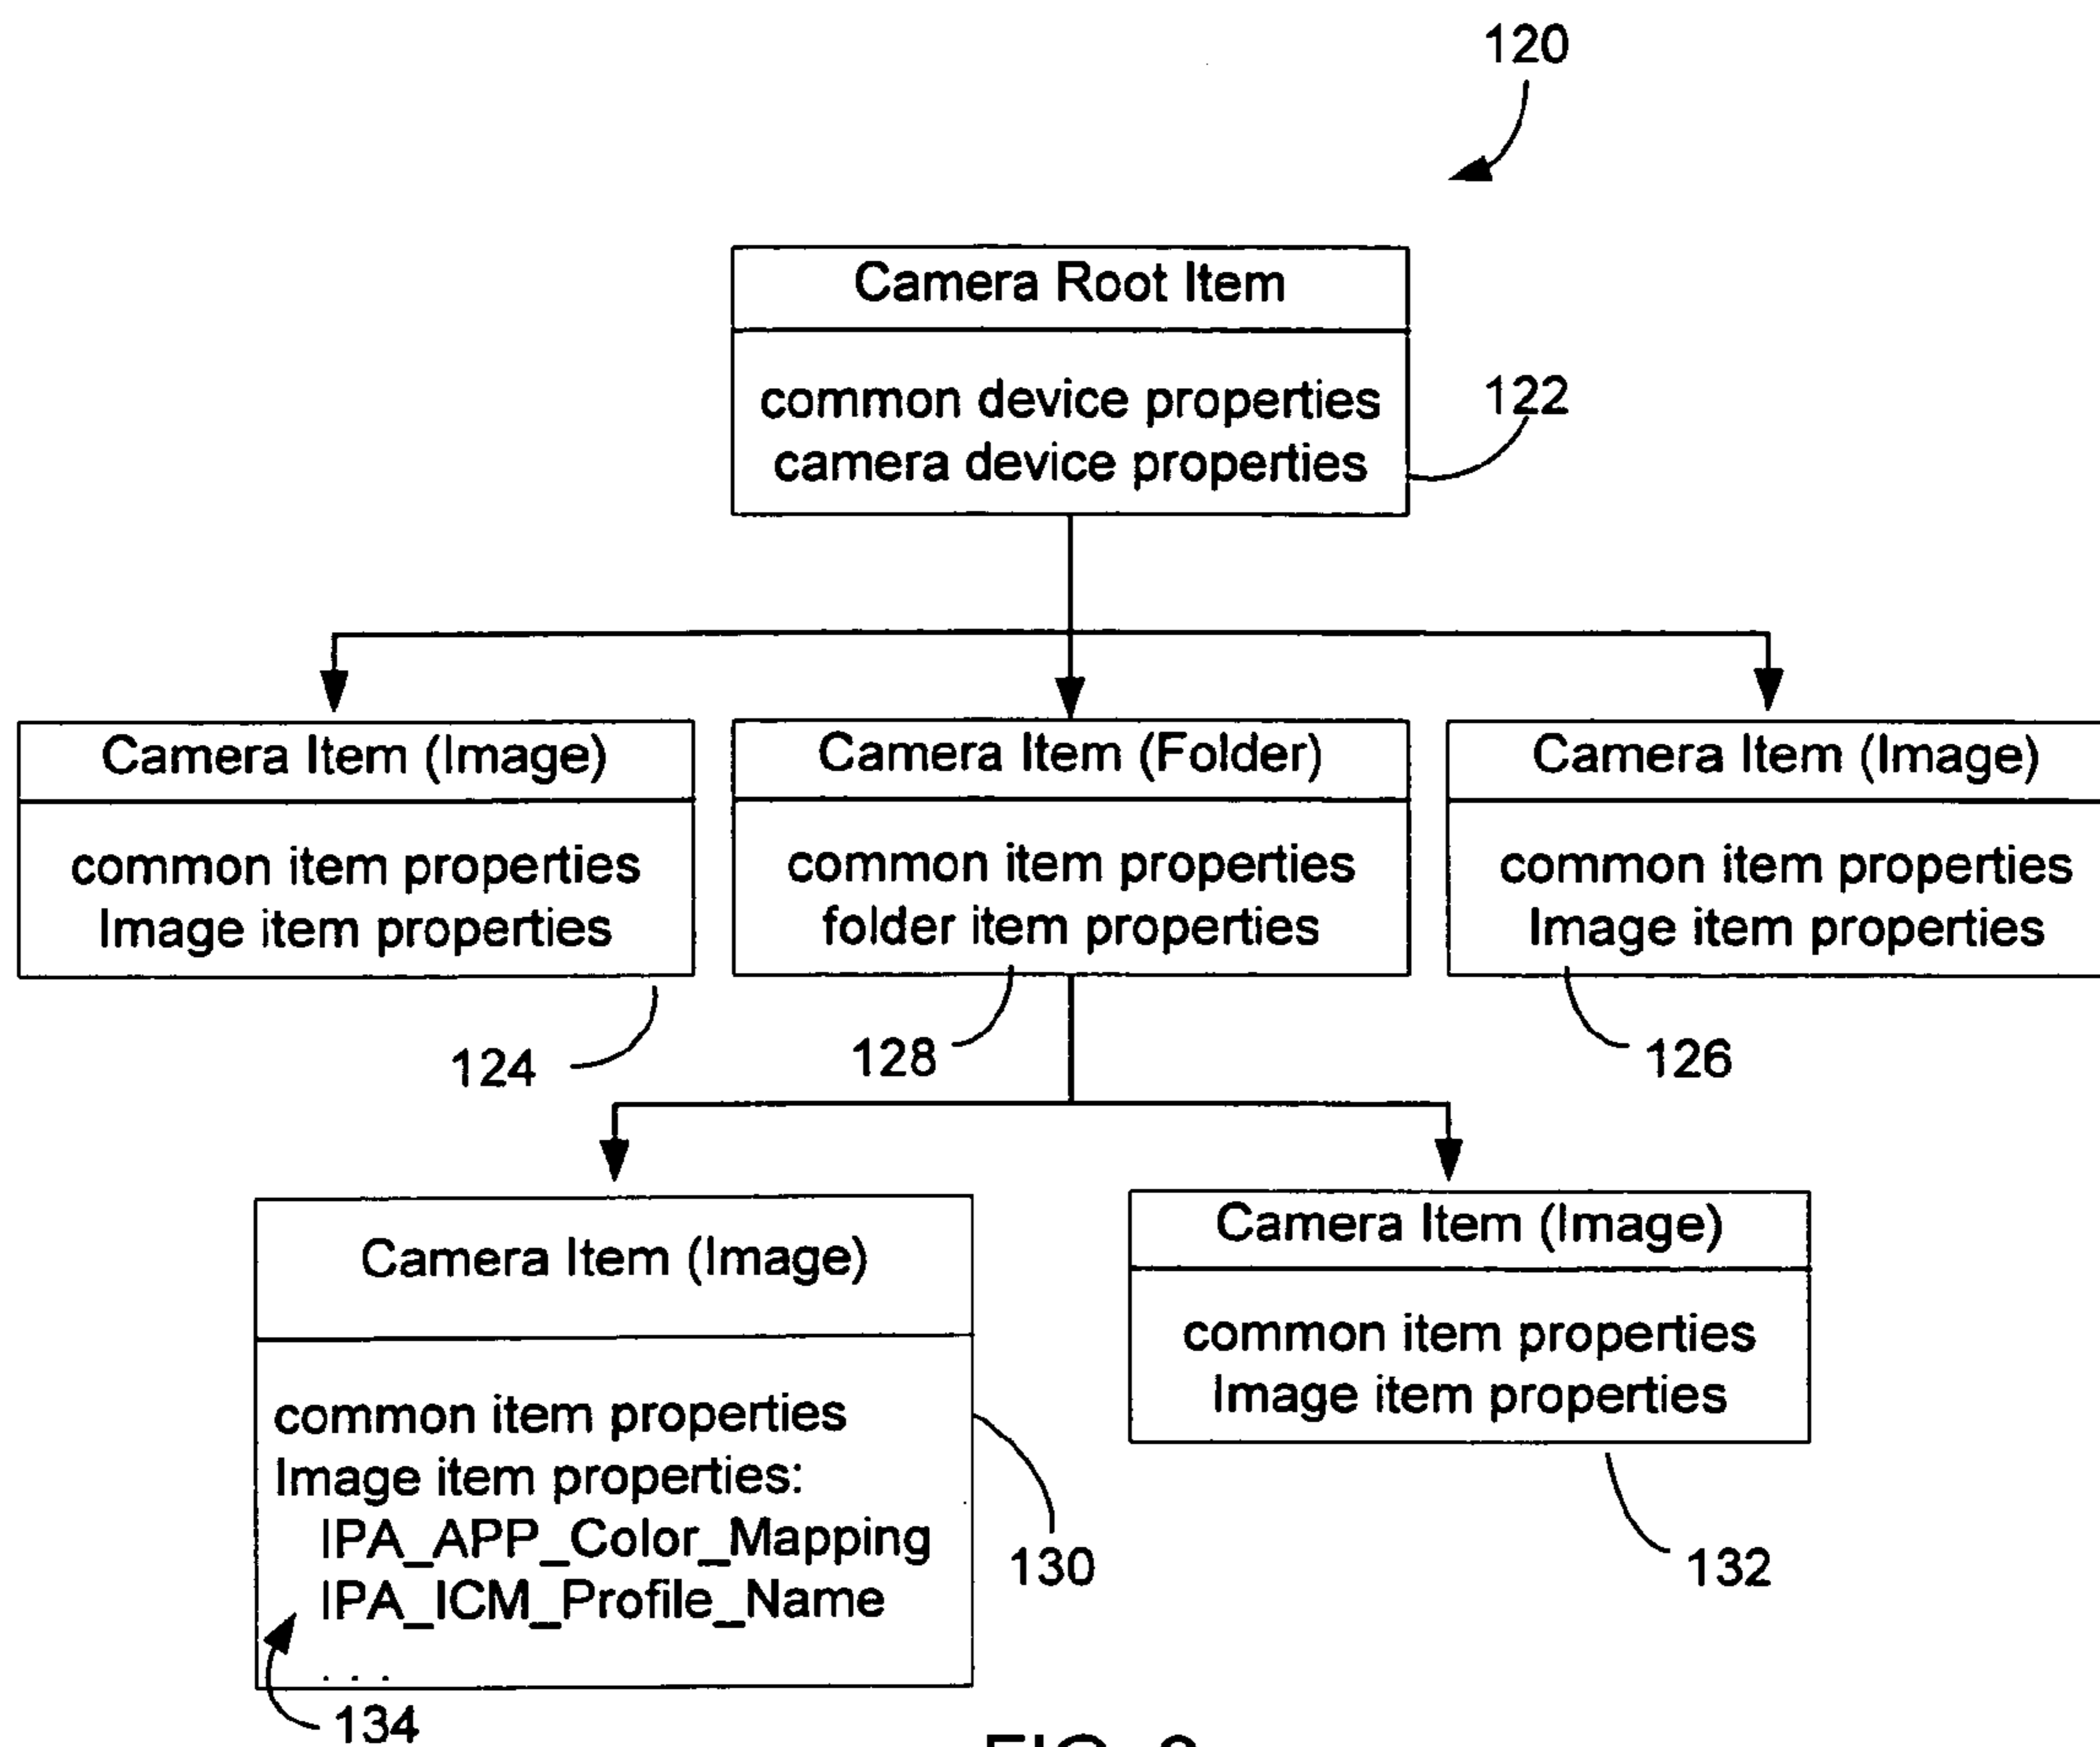 120
Camera Root Item
common device properties
camera device properties
122
Camera Item (Image)
common item properties
Image item properties
124
Camera Item (Folder)
common item properties
folder item properties
128
Camera Item (Image)
common item properties
Image item properties
126
Camera Item (Image)
common item properties
Image item properties:
IPA_APP_Color_Mapping
IPA_ICM_Profile_Name
. . .
130
134
Camera Item (Image)
common item properties
Image item properties
132
FIG.